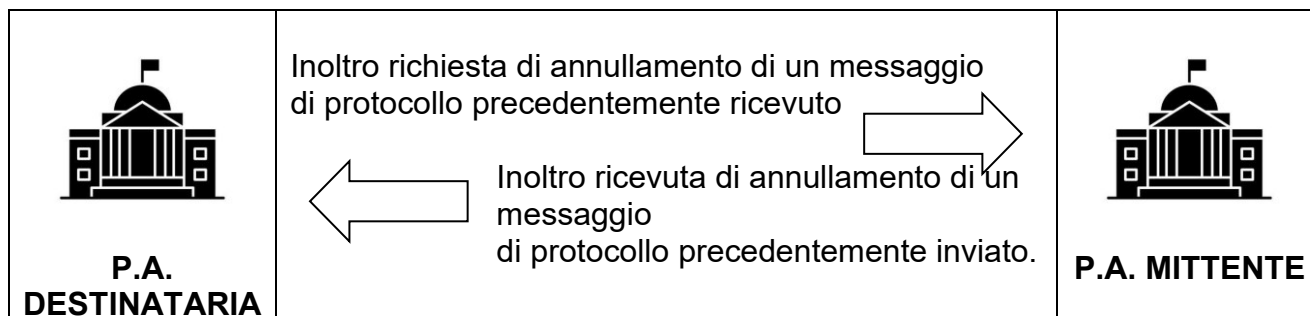 Inoltro richiesta di annullamento di un messaggio
di protocollo precedentemente ricevuto
Inoltro ricevuta di annullamento di un
messaggio
di protocollo precedentemente inviato.
P.A.
DESTINATARIA
P.A. MITTENTE